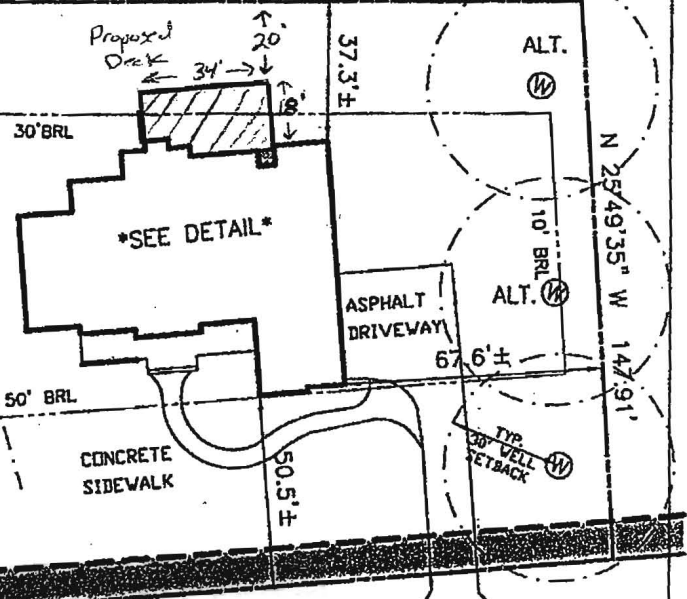 Proposed
Deck
20'
34'
18'
37.3'±
ALT.
30'BRL
N 25°49'35" W 147.91'
10' BRL
*SEE DETAIL*
ALT.
W
W
ASPHALT
DRIVEWAY
67.6'±
50' BRL
CONCRETE
SIDEWALK
50.5'±
TYP.
30' WELL
SETBACK
W